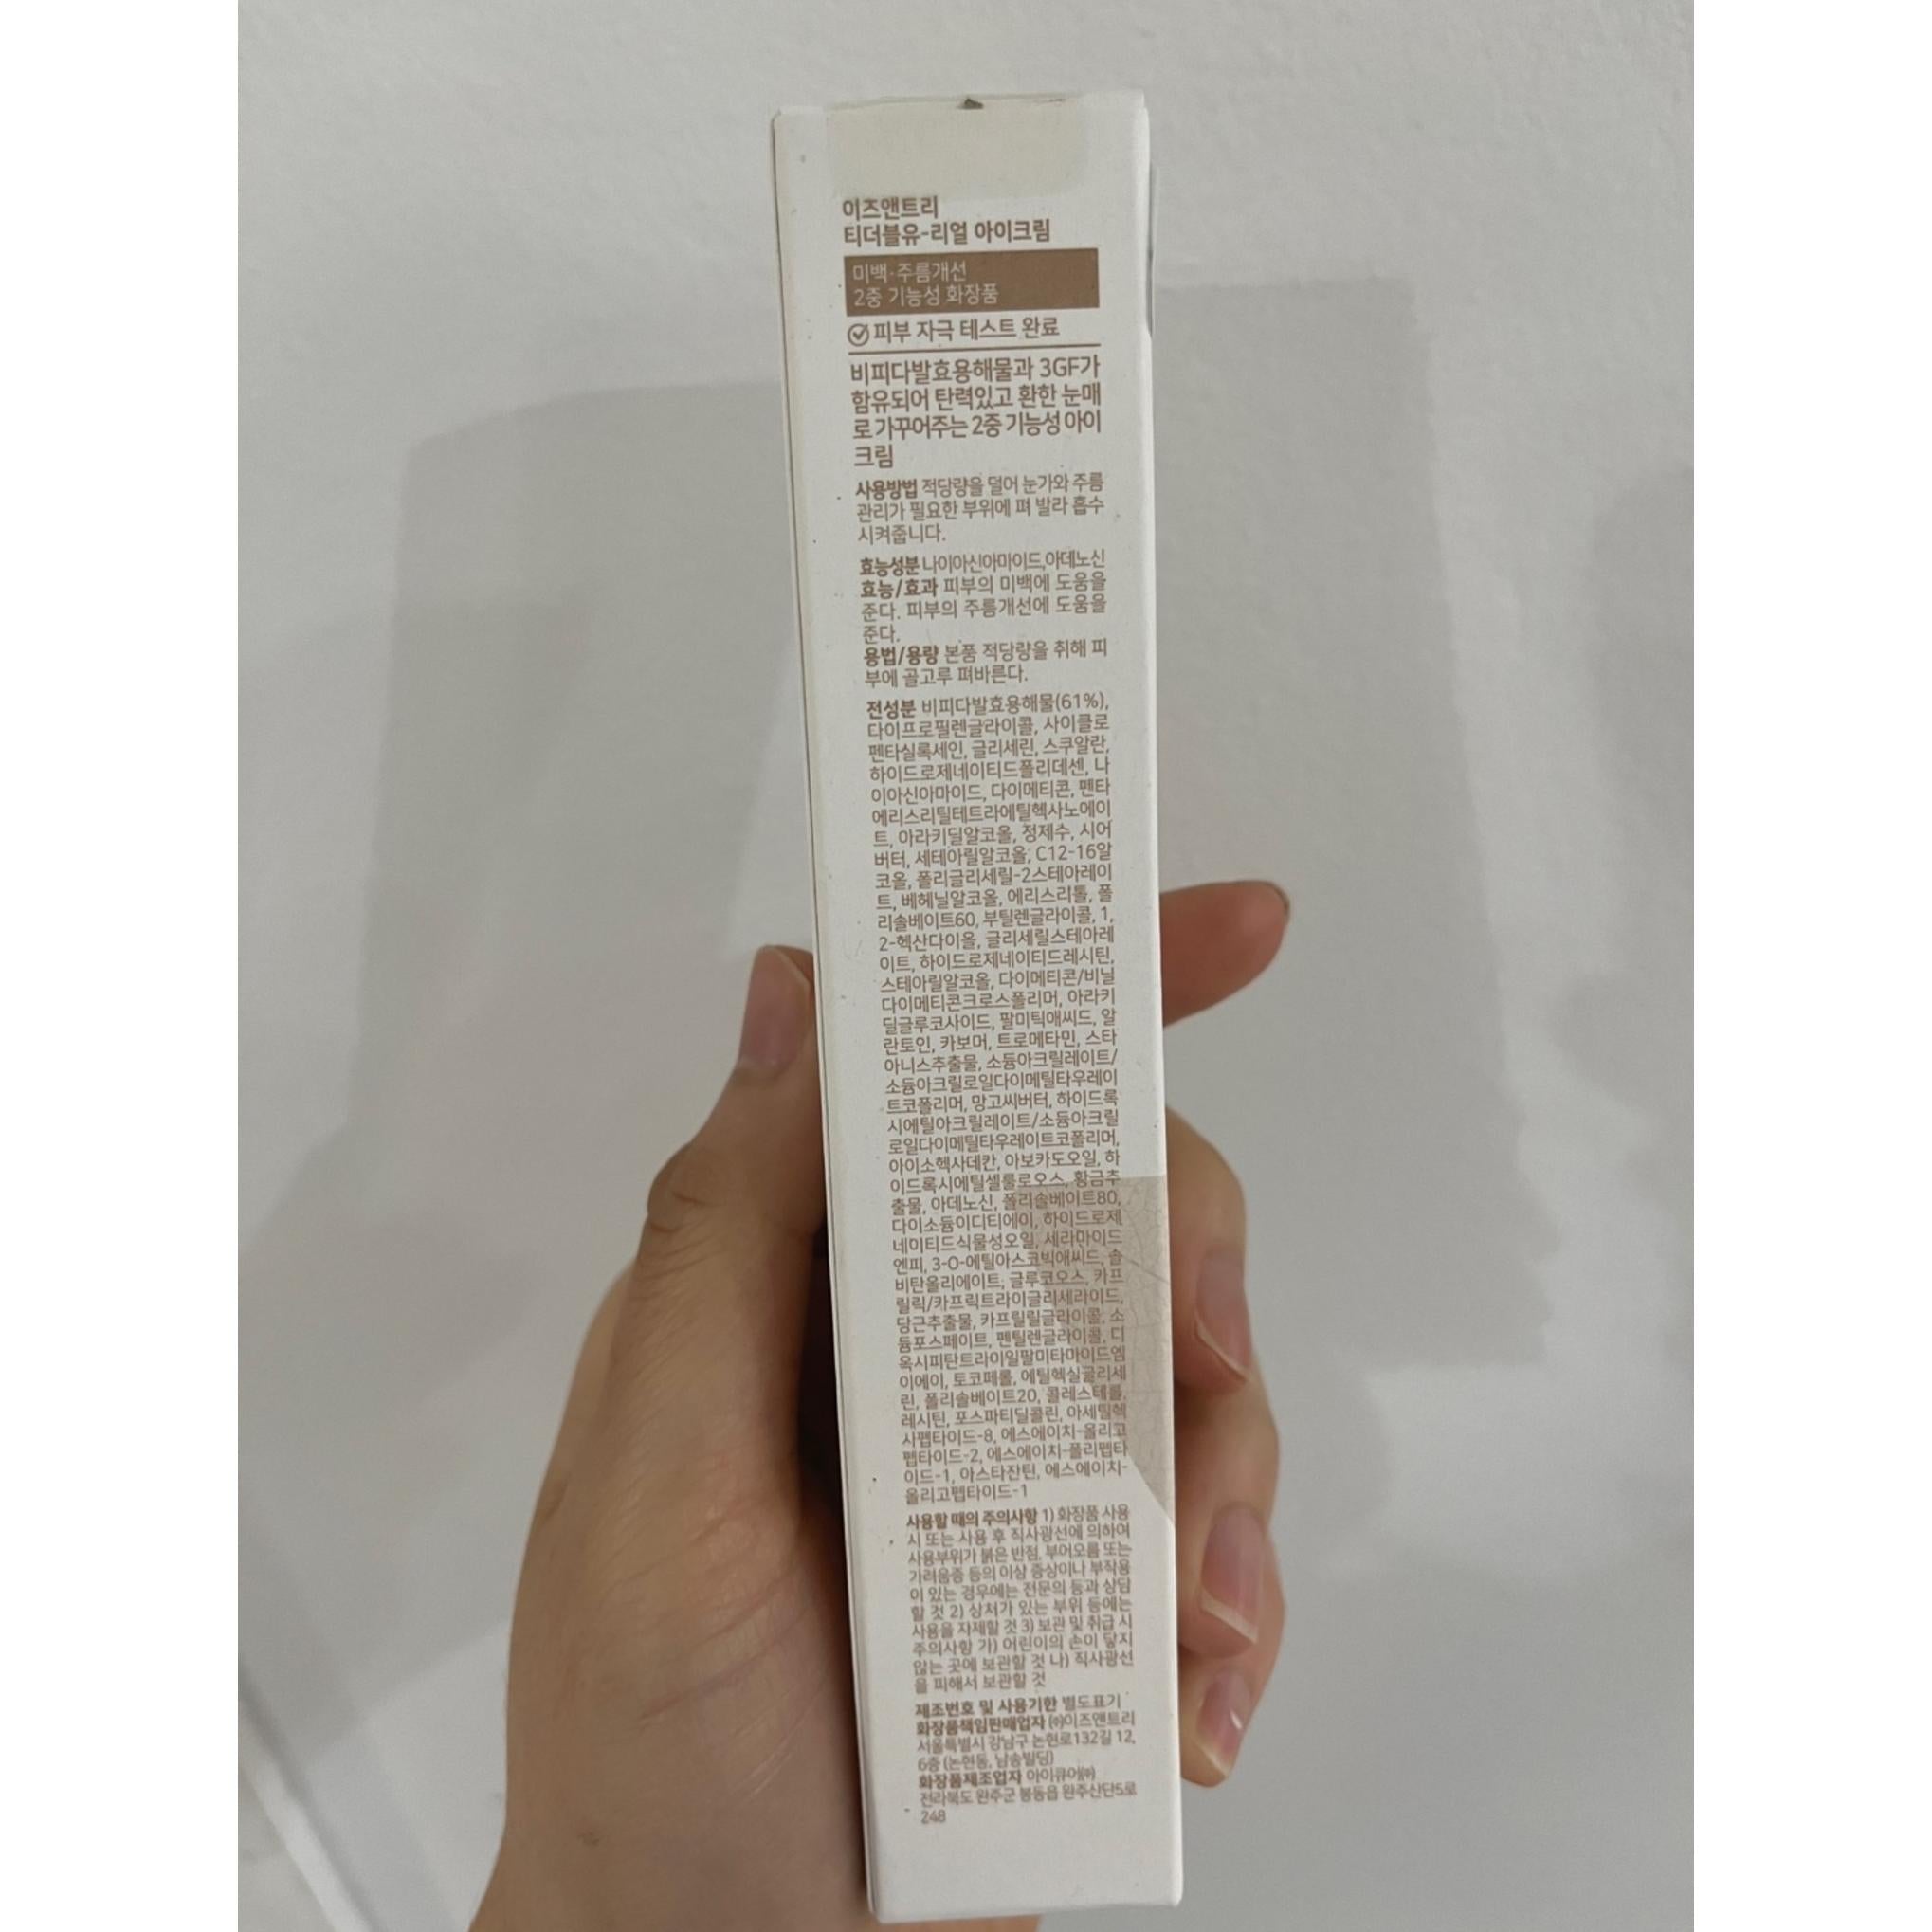 이즈앤트리
티더블유-리얼 아이크림
미백·주름개선
2중 기능성 화장품
피부 자극 테스트 완료
비피다발효용해물과 3GF가
함유되어 탄력있고 환한 눈매
로 가꾸어주는 2중 기능성 아이
크림
사용방법 적당량을 덜어 눈가와 주름
관리가 필요한 부위에 펴 발라 흡수
시켜줍니다.
효능성분 나이아신아마이드,아데노신
효능/효과 피부의 미백에 도움을
준다. 피부의 주름개선에 도움을
준다.
용법/용량 본품 적당량을 취해 피
부에 골고루 펴바른다.
전성분 비피다발효용해물(61%),
다이프로필렌글라이콜, 사이클로
펜타실록세인, 글리세린, 스쿠알란,
하이드로제네이티드폴리데센, 나
이아신아마이드, 다이메티콘, 펜타
에리스리틸테트라에틸헥사노에이
트, 아라키딜알코올, 정제수, 시어
버터, 세테아릴알코올, C12-16알
코올, 폴리글리세릴-2스테아레이
트, 베헤닐알코올, 에리스리톨, 폴
리솔베이트60, 부틸렌글라이콜, 1,
2-헥산다이올, 글리세릴스테아레
이트, 하이드로제네이티드레시틴,
스테아릴알코올, 다이메티콘/비닐
다이메티콘크로스폴리머, 아라키
딜글루코사이드, 팔미틱애씨드, 알
란토인, 카보머, 트로메타민, 스타
아니스추출물, 소듐아크릴레이트/
소듐아크릴로일다이메틸타우레이
트코폴리머, 망고씨버터, 하이드록
시에틸아크릴레이트/소듐아크릴
로일다이메틸타우레이트코폴리머,
아이소헥사데칸, 아보카도오일, 하
이드록시에틸셀룰로오스, 황금추
출물, 아데노신, 폴리솔베이트80,
다이소듐이디티에이, 하이드로제
네이티드식물성오일, 세라마이드
엔피, 3-O-에틸아스코빅애씨드, 솔
비탄올리에이트, 글루코오스, 카프
릴릭/카프릭트라이글리세라이드,
당근추출물, 카프릴릴글라이콜, 소
듐포스페이트, 펜틸렌글라이콜, 디
옥시피탄트라이일팔미타마이드엠
이에이, 토코페롤, 에틸헥실글리세
린, 폴리솔베이트20, 콜레스테롤,
레시틴, 포스파티딜콜린, 아세틸헥
사펩타이드-8, 에스에이치-올리고
펩타이드-2, 에스에이치-폴리펩타
이드-1, 아스타잔틴, 에스에이치-
올리고펩타이드-1
사용할 때의 주의사항 1) 화장품 사용
시 또는 사용 후 직사광선에 의하여
사용부위가 붉은 반점, 부어오름 또는
가려움증 등의 이상 증상이나 부작용
이 있는 경우에는 전문의 등과 상담
할 것 2) 상처가 있는 부위 등에는
사용을 자제할 것 3) 보관 및 취급 시
주의사항 가) 어린이의 손이 닿지
않는 곳에 보관할 것 나) 직사광선
을 피해서 보관할 것
제조번호 및 사용기한 별도표기
화장품책임판매업자 ㈜이즈앤트리
서울특별시 강남구 논현로132길 12,
6층 (논현동, 남송빌딩)
화장품제조업자 아이큐어㈜
전라북도 완주군 봉동읍 완주산단5로
248